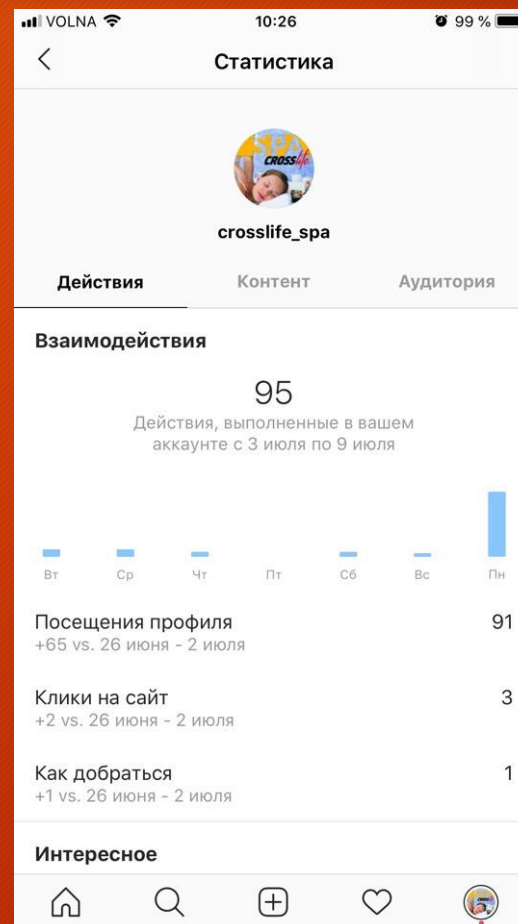 VOLNA 10:26 99 %
Статистика
SPA
CROSSlife
crosslife_spa
Действия Контент Аудитория
Взаимодействия
95
Действия, выполненные в вашем
аккаунте с 3 июля по 9 июля
Вт Ср Чт Пт Сб Вс Пн
Посещения профиля 91
+65 vs. 26 июня - 2 июля
Клики на сайт 3
+2 vs. 26 июня - 2 июля
Как добраться 1
+1 vs. 26 июня - 2 июля
Интересное